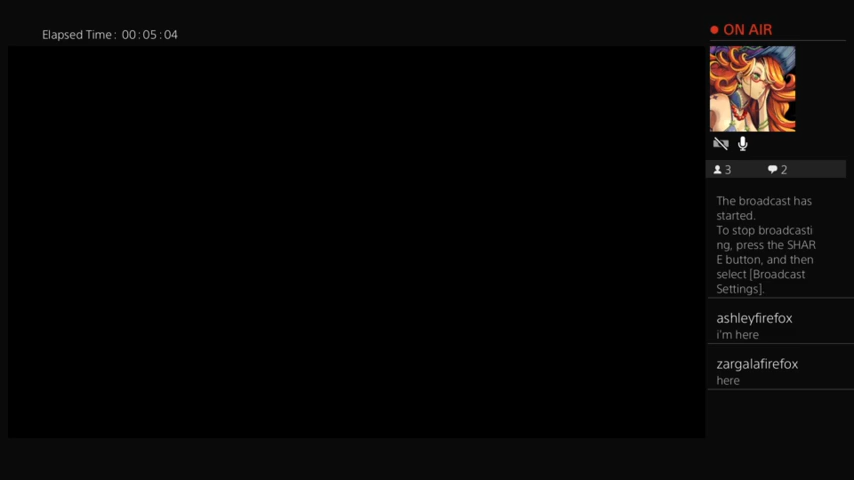 Elapsed Time: 00:05:04
ON AIR
3 2
The broadcast has
started.
To stop broadcasti
ng, press the SHAR
E button, and then
select [Broadcast
Settings].
ashleyfirefox
i'm here
zargalafirefox
here